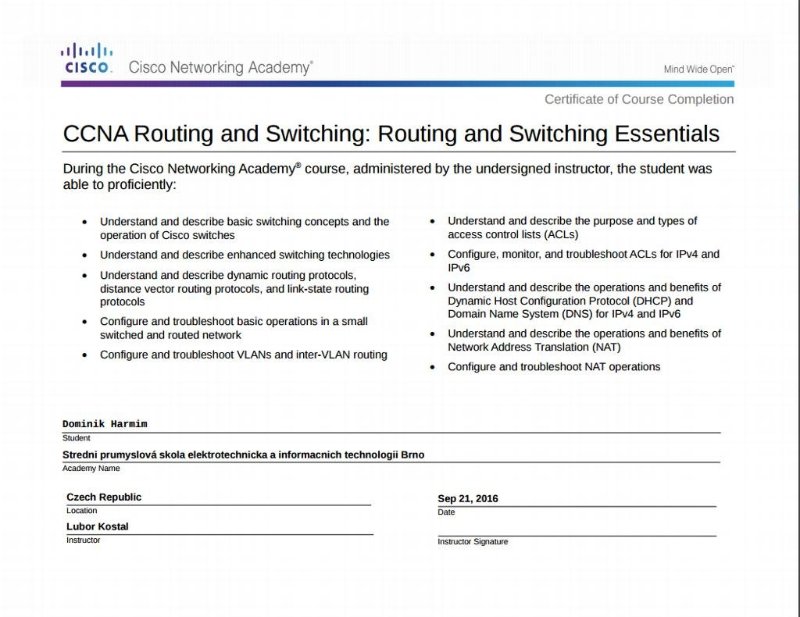 CISCO. Cisco Networking Academy®
Mind Wide Open™
Certificate of Course Completion
CCNA Routing and Switching: Routing and Switching Essentials
During the Cisco Networking Academy® course, administered by the undersigned instructor, the student was
able to proficiently:
• Understand and describe basic switching concepts and the
operation of Cisco switches
• Understand and describe enhanced switching technologies
• Understand and describe dynamic routing protocols,
distance vector routing protocols, and link-state routing
protocols
• Configure and troubleshoot basic operations in a small
switched and routed network
• Configure and troubleshoot VLANs and inter-VLAN routing
• Understand and describe the purpose and types of
access control lists (ACLs)
• Configure, monitor, and troubleshoot ACLs for IPv4 and
IPv6
• Understand and describe the operations and benefits of
Dynamic Host Configuration Protocol (DHCP) and
Domain Name System (DNS) for IPv4 and IPv6
• Understand and describe the operations and benefits of
Network Address Translation (NAT)
• Configure and troubleshoot NAT operations
Dominik Harmim
Student
Stredni prumyslová skola elektrotechnicka a informacnich technologii Brno
Academy Name
Czech Republic
Location
Sep 21, 2016
Date
Lubor Kostal
Instructor
Instructor Signature